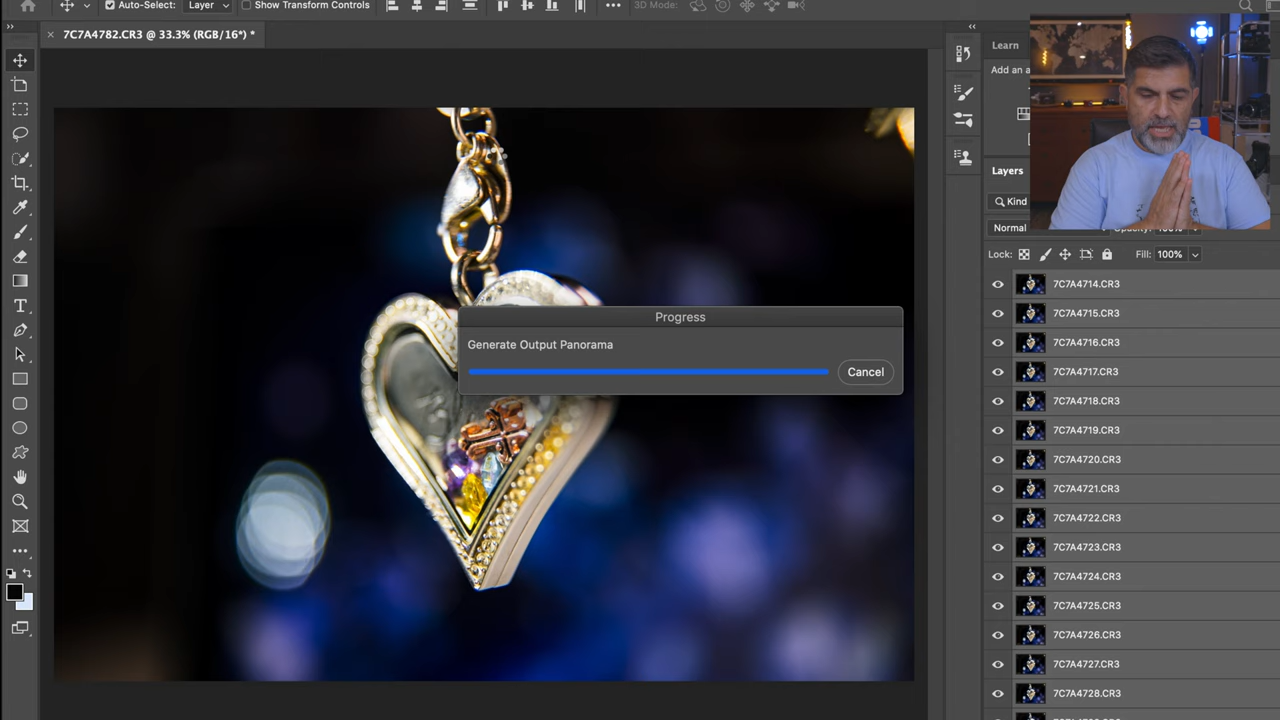 Auto-Select: Layer Show Transform Controls 3D Mode:
7C7A4782.CR3 @ 33.3% (RGB/16*) *
Learn
Add an a
Progress
Generate Output Panorama
Cancel
Layers
Kind
Normal
Opacity: 100%
Lock: Fill: 100%
7C7A4714.CR3
7C7A4715.CR3
7C7A4716.CR3
7C7A4717.CR3
7C7A4718.CR3
7C7A4719.CR3
7C7A4720.CR3
7C7A4721.CR3
7C7A4722.CR3
7C7A4723.CR3
7C7A4724.CR3
7C7A4725.CR3
7C7A4726.CR3
7C7A4727.CR3
7C7A4728.CR3